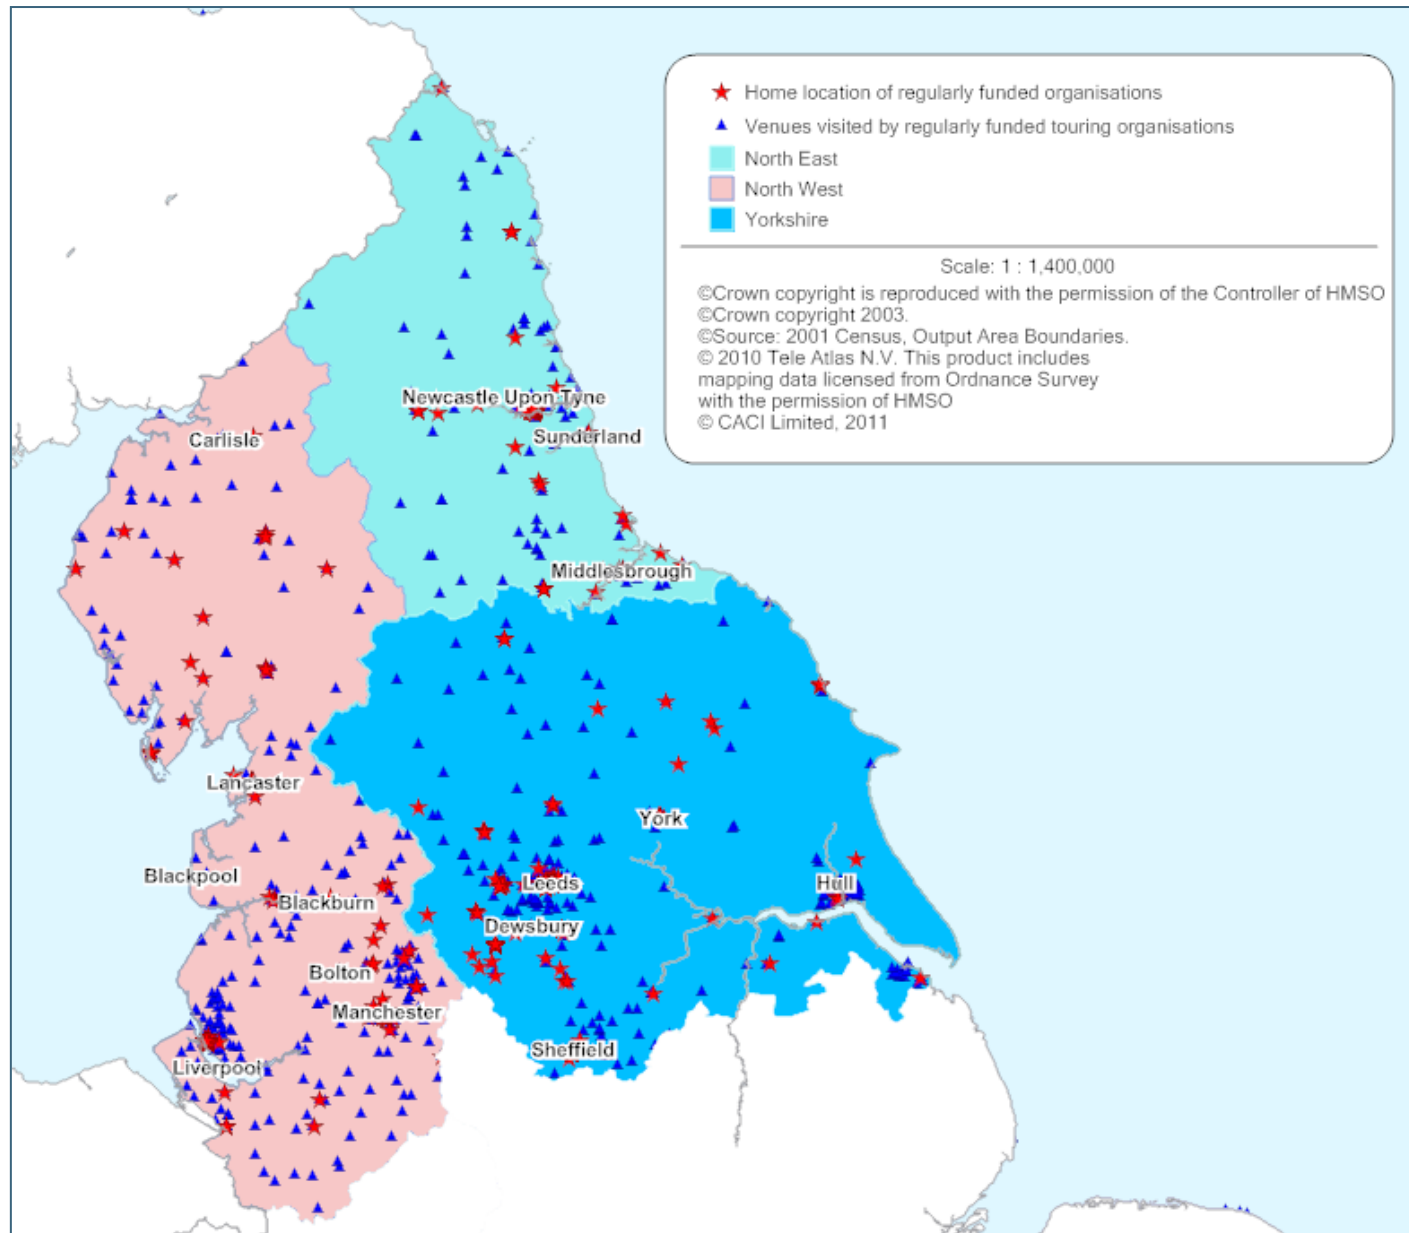 Home location of regularly funded organisations
Venues visited by regularly funded touring organisations
North East
North West
Yorkshire
Scale: 1 : 1,400,000
©Crown copyright is reproduced with the permission of the Controller of HMSO
©Crown copyright 2003.
©Source: 2001 Census, Output Area Boundaries.
© 2010 Tele Atlas N.V. This product includes
mapping data licensed from Ordnance Survey
with the permission of HMSO
© CACI Limited, 2011
Newcastle Upon Tyne
Sunderland
Carlisle
Middlesbrough
Lancaster
York
Blackpool
Leeds
Hull
Blackburn
Dewsbury
Bolton
Manchester
Sheffield
Liverpool